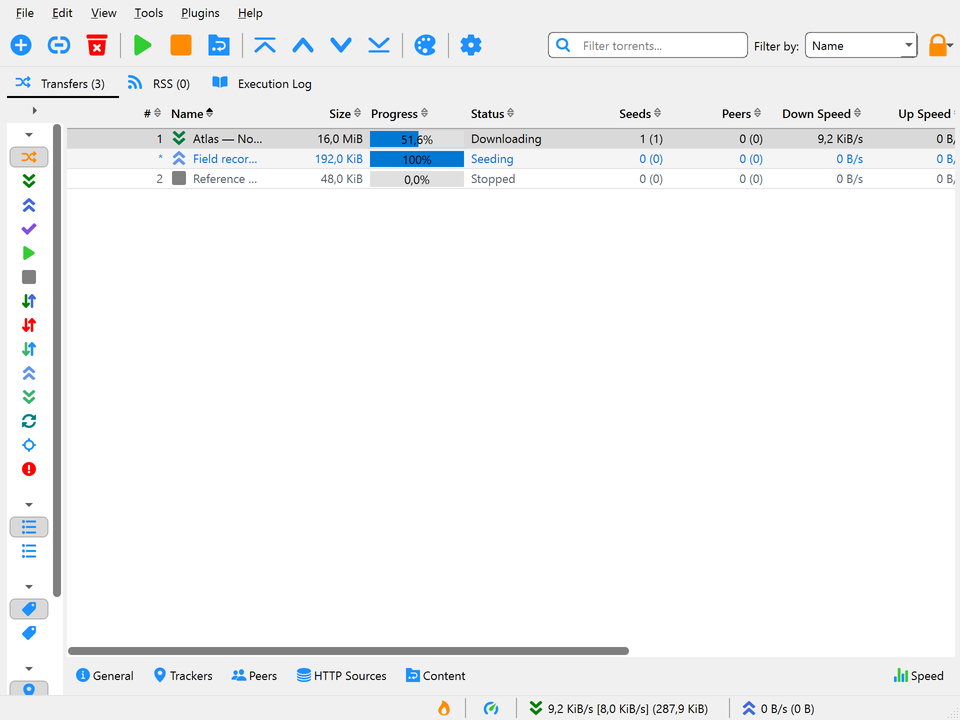 File Edit View Tools Plugins Help
Filter torrents... Filter by: Name
Transfers (3) RSS (0) Execution Log
# Name Size Progress Status Seeds Peers Down Speed Up Speed
1 Atlas — No... 16,0 MiB 51,6% Downloading 1 (1) 0 (0) 9,2 KiB/s 0 B/
* Field recor... 192,0 KiB 100% Seeding 0 (0) 0 (0) 0 B/s 0 B/
2 Reference ... 48,0 KiB 0,0% Stopped 0 (0) 0 (0) 0 B/s 0 B/
General Trackers Peers HTTP Sources Content Speed
9,2 KiB/s [8,0 KiB/s] (287,9 KiB) 0 B/s (0 B)